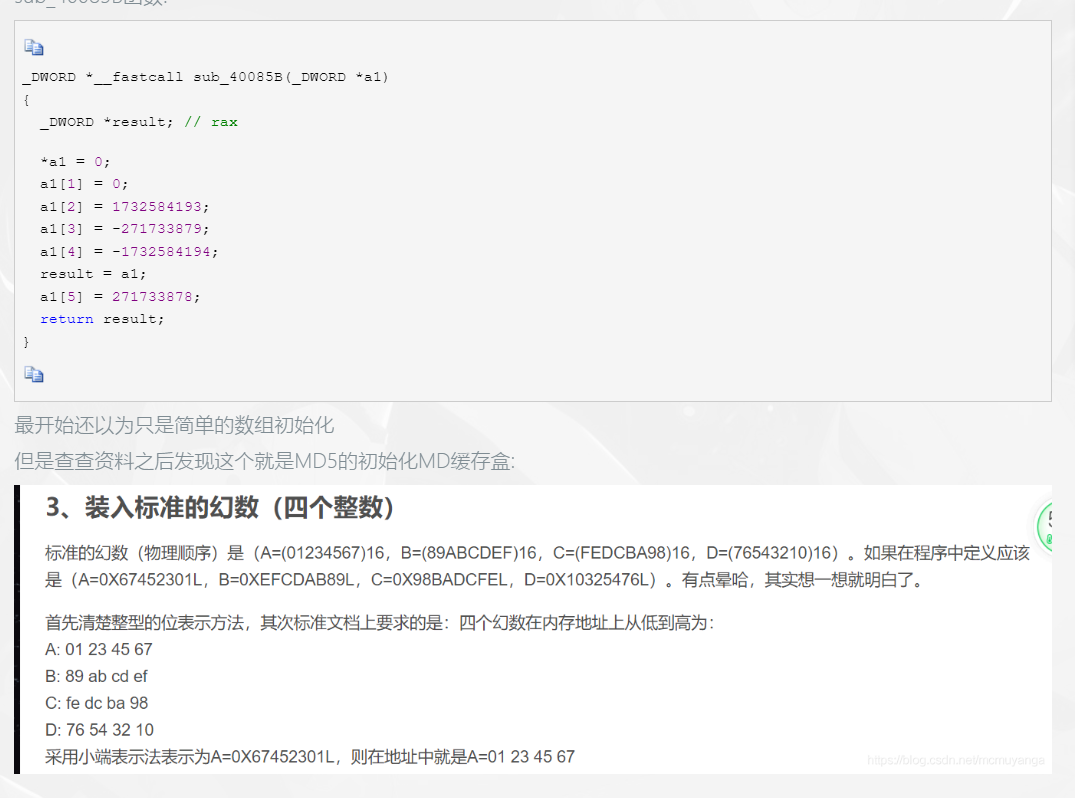 sub_40085B函数:
_DWORD *__fastcall sub_40085B(_DWORD *a1)
{
_DWORD *result; // rax
*a1 = 0;
a1[1] = 0;
a1[2] = 1732584193;
a1[3] = -271733879;
a1[4] = -1732584194;
result = a1;
a1[5] = 271733878;
return result;
}
最开始还以为只是简单的数组初始化
但是查查资料之后发现这个就是MD5的初始化MD缓存盒:
3、装入标准的幻数（四个整数）
标准的幻数（物理顺序）是（A=(01234567)16，B=(89ABCDEF)16，C=(FEDCBA98)16，D=(76543210)16）。如果在程序中定义应该
是（A=0X67452301L，B=0XEFCDAB89L，C=0X98BADCFEL，D=0X10325476L）。有点晕哈，其实想一想就明白了。
首先清楚整型的位表示方法，其次标准文档上要求的是：四个幻数在内存地址上从低到高为：
A: 01 23 45 67
B: 89 ab cd ef
C: fe dc ba 98
D: 76 54 32 10
采用小端表示法表示为A=0X67452301L，则在地址中就是A=01 23 45 67
https://blog.csdn.net/mcmuyanga